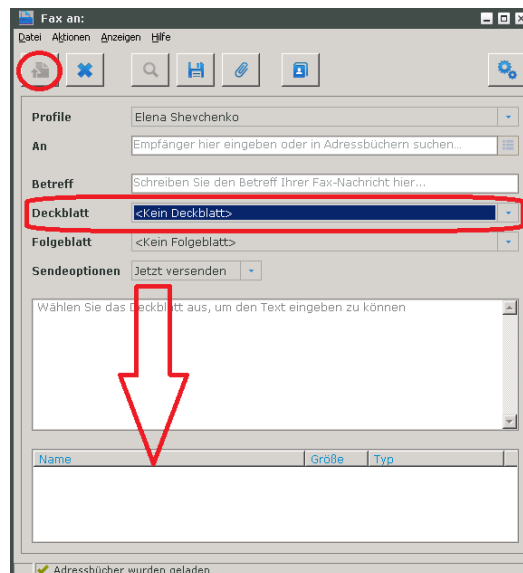 Fax an:
Datei Aktionen Anzeigen Hilfe
Profile Elena Shevchenko
An Empfänger hier eingeben oder in Adressbüchern suchen...
Betreff Schreiben Sie den Betreff Ihrer Fax-Nachricht hier...
Deckblatt <Kein Deckblatt>
Folgeblatt <Kein Folgeblatt>
Sendeoptionen Jetzt versenden
Wählen Sie das Deckblatt aus, um den Text eingeben zu können
Name Größe Typ
Adressbücher wurden geladen